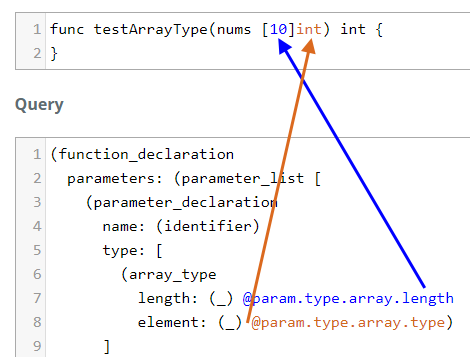 1 func testArrayType(nums [10]int) int {
2 }
Query
1 (function_declaration
2   parameters: (parameter_list [
3     (parameter_declaration
4       name: (identifier)
5       type: [
6         (array_type
7           length: (_) @param.type.array.length
8           element: (_) @param.type.array.type)
9       ]